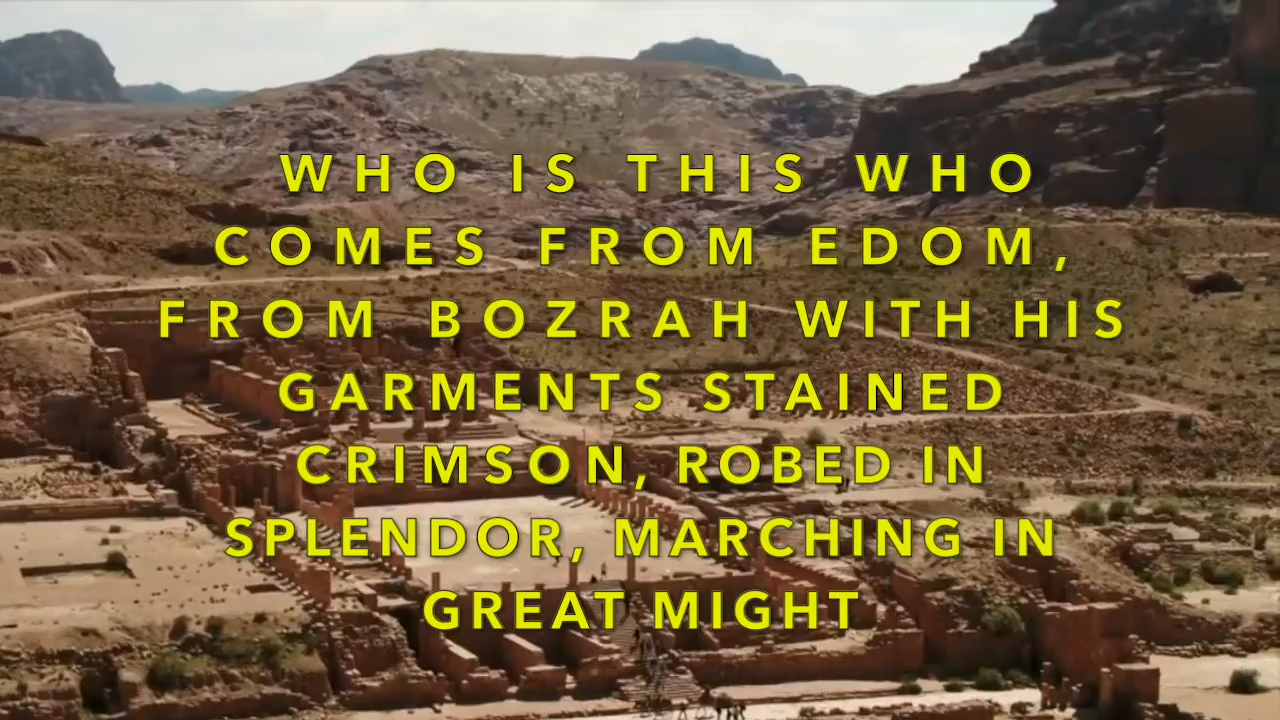 WHO IS THIS WHO
COMES FROM EDOM,
FROM BOZRAH WITH HIS
GARMENTS STAINED
CRIMSON, ROBED IN
SPLENDOR, MARCHING IN
GREAT MIGHT